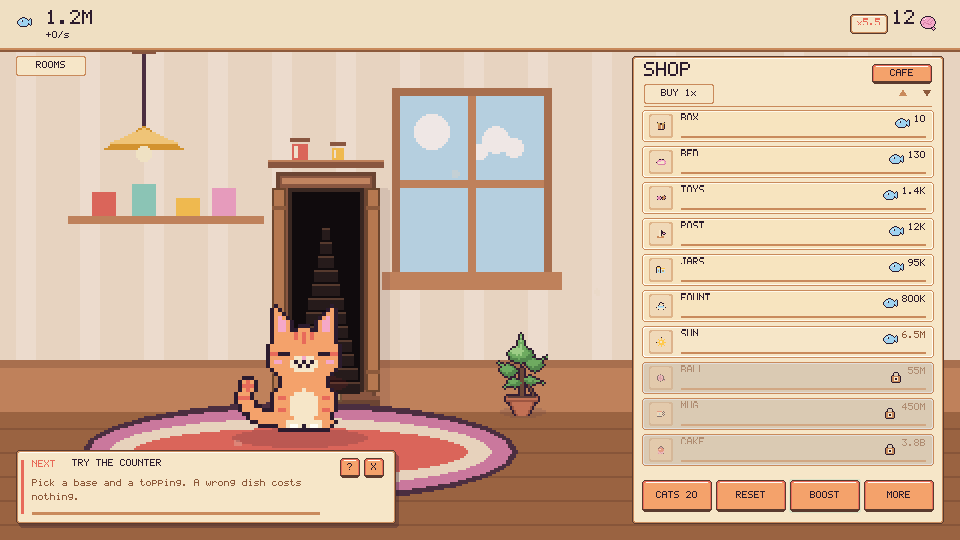 1.2M
+0/s
x5.5 12
ROOMS
SHOP
CAFE
BUY 1x
BOX 10
BED 130
TOYS 1.4K
POST 12K
JARS 95K
FOUNT 800K
SUN 6.5M
BALL 55M
MUG 450M
CAKE 3.8B
NEXT TRY THE COUNTER
? X
Pick a base and a toPPing. A wrong dish costs
nothing.
CATS 20
RESET
BOOST
MORE